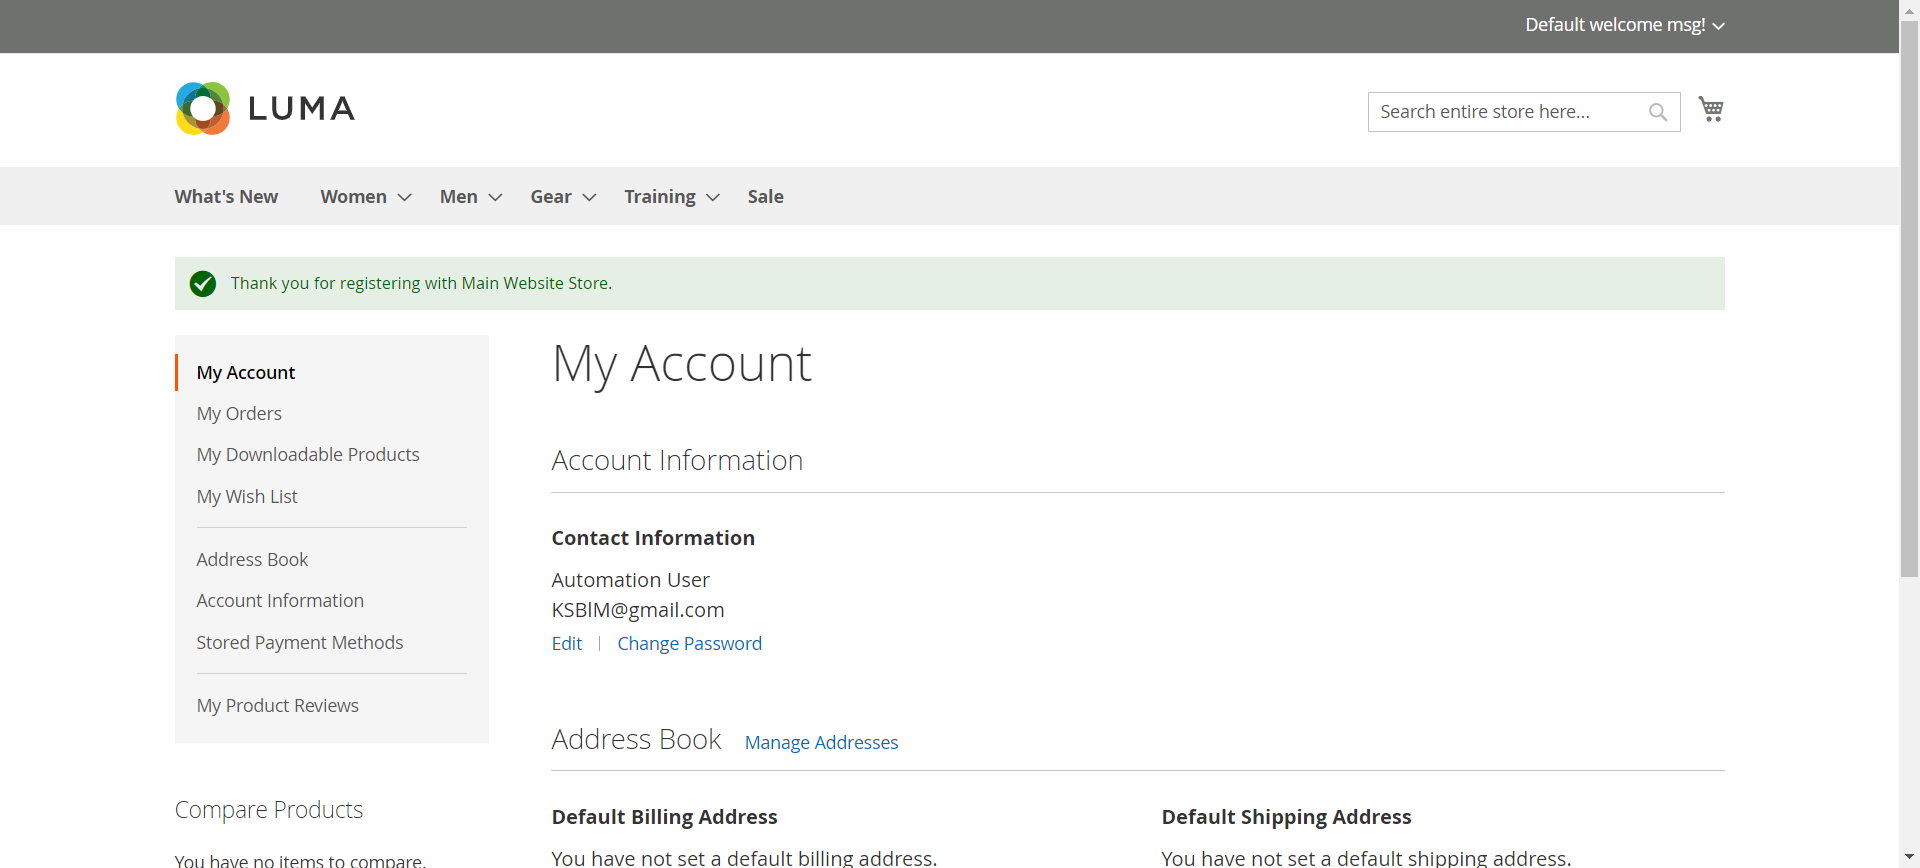 Default welcome msg!
LUMA
Search entire store here...
What's New Women Men Gear Training Sale
Thank you for registering with Main Website Store.
My Account
My Orders
My Downloadable Products
My Wish List
Address Book
Account Information
Stored Payment Methods
My Product Reviews
Compare Products
You have no items to compare.
My Account
Account Information
Contact Information
Automation User
KSBlM@gmail.com
Edit | Change Password
Address Book Manage Addresses
Default Billing Address
You have not set a default billing address.
Default Shipping Address
You have not set a default shipping address.